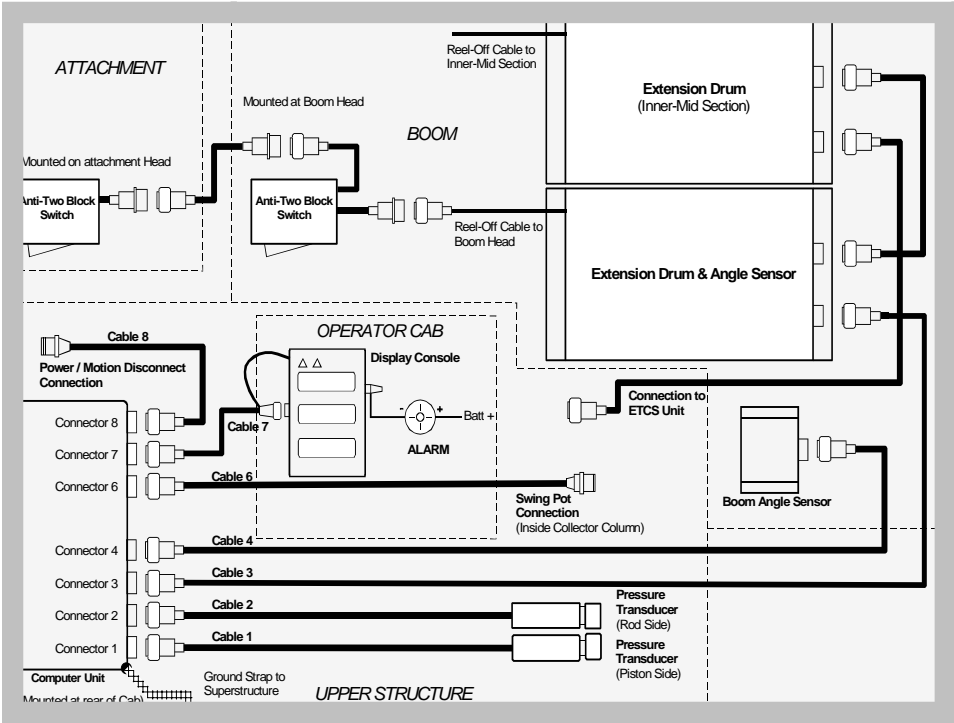 ATTACHMENT
Reel-Off Cable to
Inner-Mid Section
Extension Drum
(Inner-Mid Section)
Mounted at Boom Head
BOOM
Mounted on attachment Head
Anti-Two Block
Switch
Anti-Two Block
Switch
Reel-Off Cable to
Boom Head
Extension Drum & Angle Sensor
OPERATOR CAB
Cable 8
Power / Motion Disconnect
Connection
Display Console
Connector 8
Cable 7
- +
Batt +
ALARM
Connection to
ETCS Unit
Connector 7
Connector 6
Cable 6
Swing Pot
Connection
(Inside Collector Column)
Boom Angle Sensor
Connector 4
Cable 4
Connector 3
Cable 3
Connector 2
Cable 2
Pressure
Transducer
(Rod Side)
Connector 1
Cable 1
Pressure
Transducer
(Piston Side)
Computer Unit
(Mounted at rear of Cab)
Ground Strap to
Superstructure
UPPER STRUCTURE